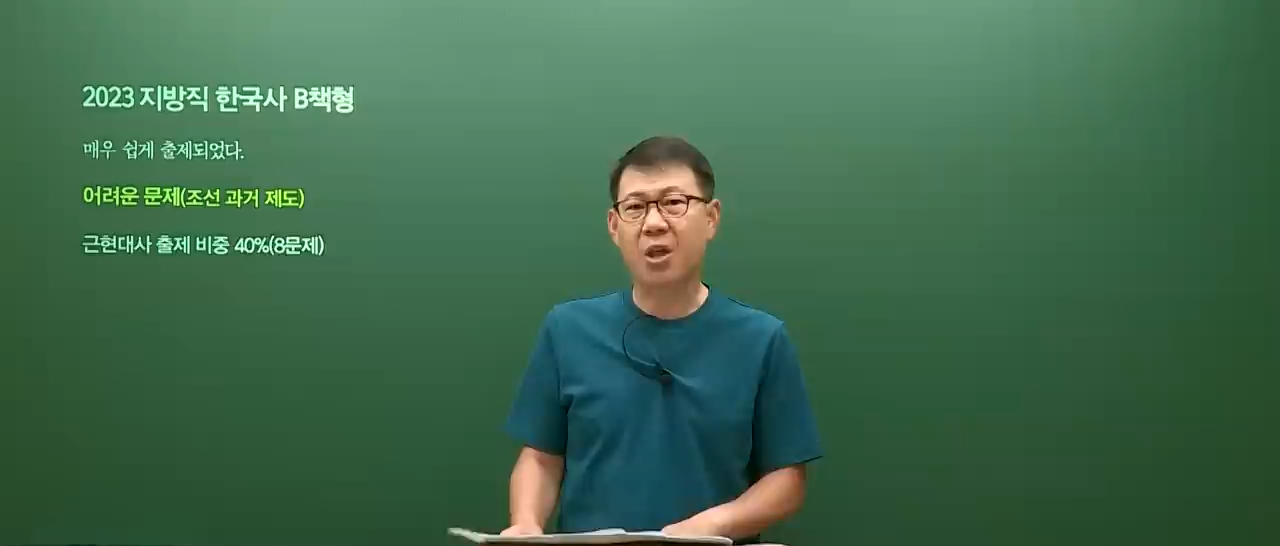 2023 지방직 한국사 B책형
매우 쉽게 출제되었다.
어려운 문제(조선 과거 제도)
근현대사 출제 비중 40%(8문제)